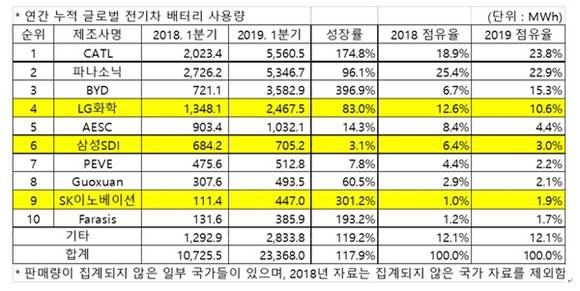 * 연간 누적 글로벌 전기차 배터리 사용량 (단위 : MWh)
순위 제조사명 2018. 1분기 2019. 1분기 성장률 2018 점유율 2019 점유율
1 CATL 2,023.4 5,560.5 174.8% 18.9% 23.8%
2 파나소닉 2,726.2 5,346.7 96.1% 25.4% 22.9%
3 BYD 721.1 3,582.9 396.9% 6.7% 15.3%
4 LG화학 1,348.1 2,467.5 83.0% 12.6% 10.6%
5 AESC 903.4 1,032.1 14.3% 8.4% 4.4%
6 삼성SDI 684.2 705.2 3.1% 6.4% 3.0%
7 PEVE 475.6 512.8 7.8% 4.4% 2.2%
8 Guoxuan 307.6 493.5 60.5% 2.9% 2.1%
9 SK이노베이션 111.4 447.0 301.2% 1.0% 1.9%
10 Farasis 131.6 385.9 193.2% 1.2% 1.7%
기타 1,292.9 2,833.8 119.2% 12.1% 12.1%
합계 10,725.5 23,368.0 117.9% 100.0% 100.0%
* 판매량이 집계되지 않은 일부 국가들이 있으며, 2018년 자료는 집계되지 않은 국가 자료를 제외함